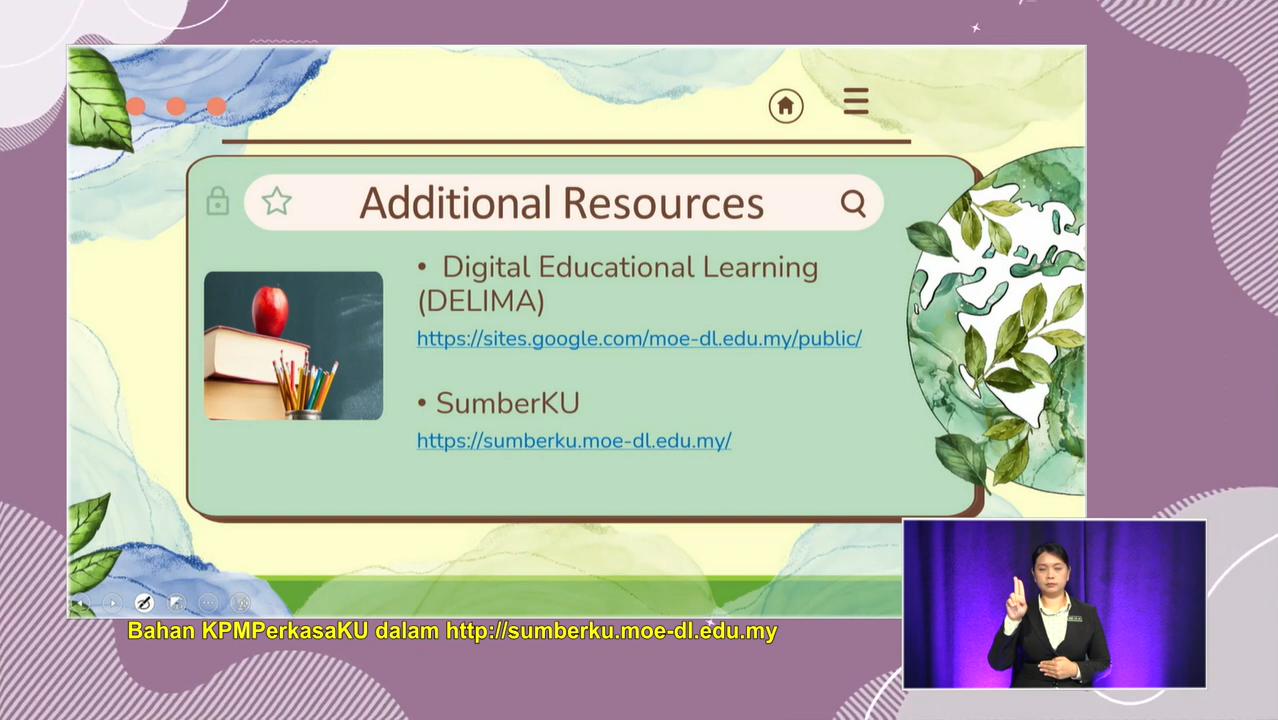 Additional Resources
• Digital Educational Learning
(DELIMA)
https://sites.google.com/moe-dl.edu.my/public/
• SumberKU
https://sumberku.moe-dl.edu.my/
Bahan KPMPerkasaKU dalam http://sumberku.moe-dl.edu.my